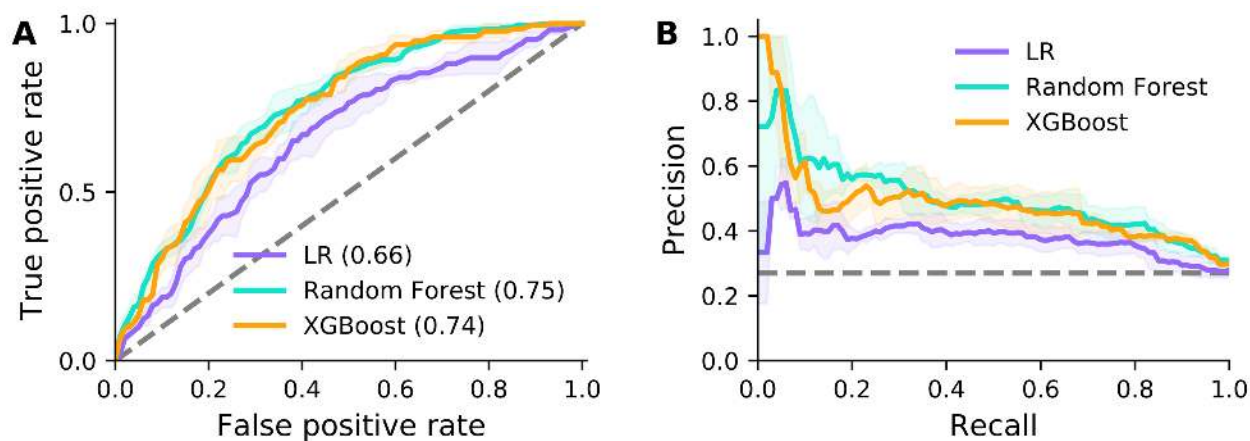 A
True positive rate
1.0
0.5
0.0
0.0 0.2 0.4 0.6 0.8 1.0
False positive rate
LR (0.66)
Random Forest (0.75)
XGBoost (0.74)
B
Precision
1.0
0.8
0.6
0.4
0.2
0.0
0.0 0.2 0.4 0.6 0.8 1.0
Recall
LR
Random Forest
XGBoost